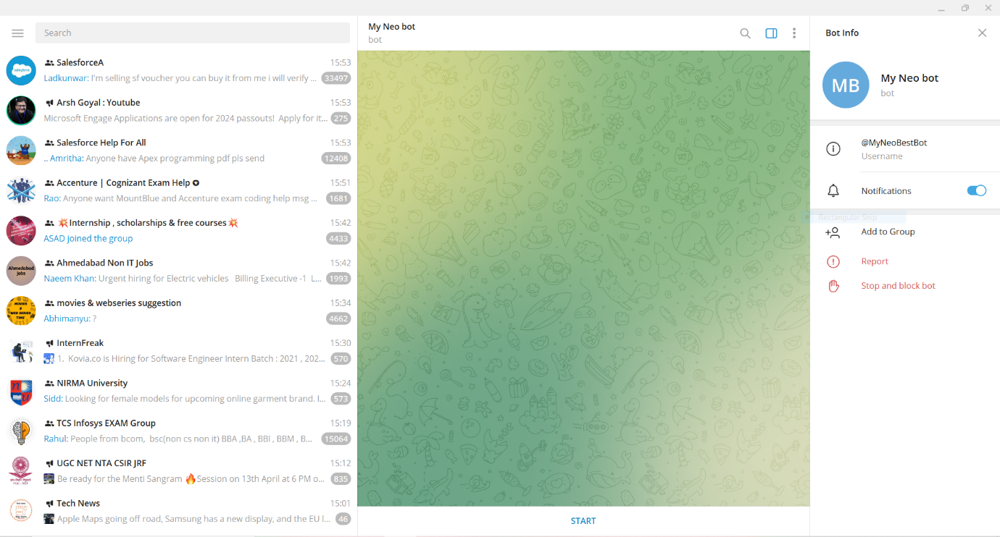 Search
SalesforceA 15:53
Ladkunwar: I'm selling sf voucher you can buy it from me i will verify ... 33497
Arsh Goyal : Youtube 15:53
Microsoft Engage Applications are open for 2024 passouts! Apply for it... 275
Salesforce Help For All 15:53
.. Amritha: Anyone have Apex programming pdf pls send 12408
Accenture | Cognizant Exam Help ✪ 15:51
Rao: Anyone want MountBlue and Accenture exam coding help msg ... 1681
💥Internship , scholarships & free courses💥 15:42
ASAD joined the group 4433
Ahmedabad Jobs
Ahmedabad Non IT Jobs 15:42
Naeem Khan: Urgent hiring for Electric vehicles Billing Executive -1 L... 1993
movies & webseries suggestion 15:34
Abhimanyu: ? 4662
InternFreak 15:30
1. Kovia.co is Hiring for Software Engineer Intern Batch : 2021 , 202... 570
NIRMA University 15:24
Sidd: Looking for female models for upcoming online garment brand. I... 573
TCS Infosys EXAM Group 15:19
Rahul: People from bcom, bsc(non cs non it) BBA ,BA , BBI , BBM , B... 15064
UGC NET NTA CSIR JRF 15:12
Be ready for the Menti Sangram 🔥Session on 13th April at 6 PM o... 835
Tech News 15:01
Apple Maps going off road, Samsung has a new display, and the EU l... 46
My Neo bot
bot
START
Bot Info
MB
My Neo bot
bot
@MyNeoBestBot
Username
Notifications
Rectangular Snip
Add to Group
Report
Stop and block bot